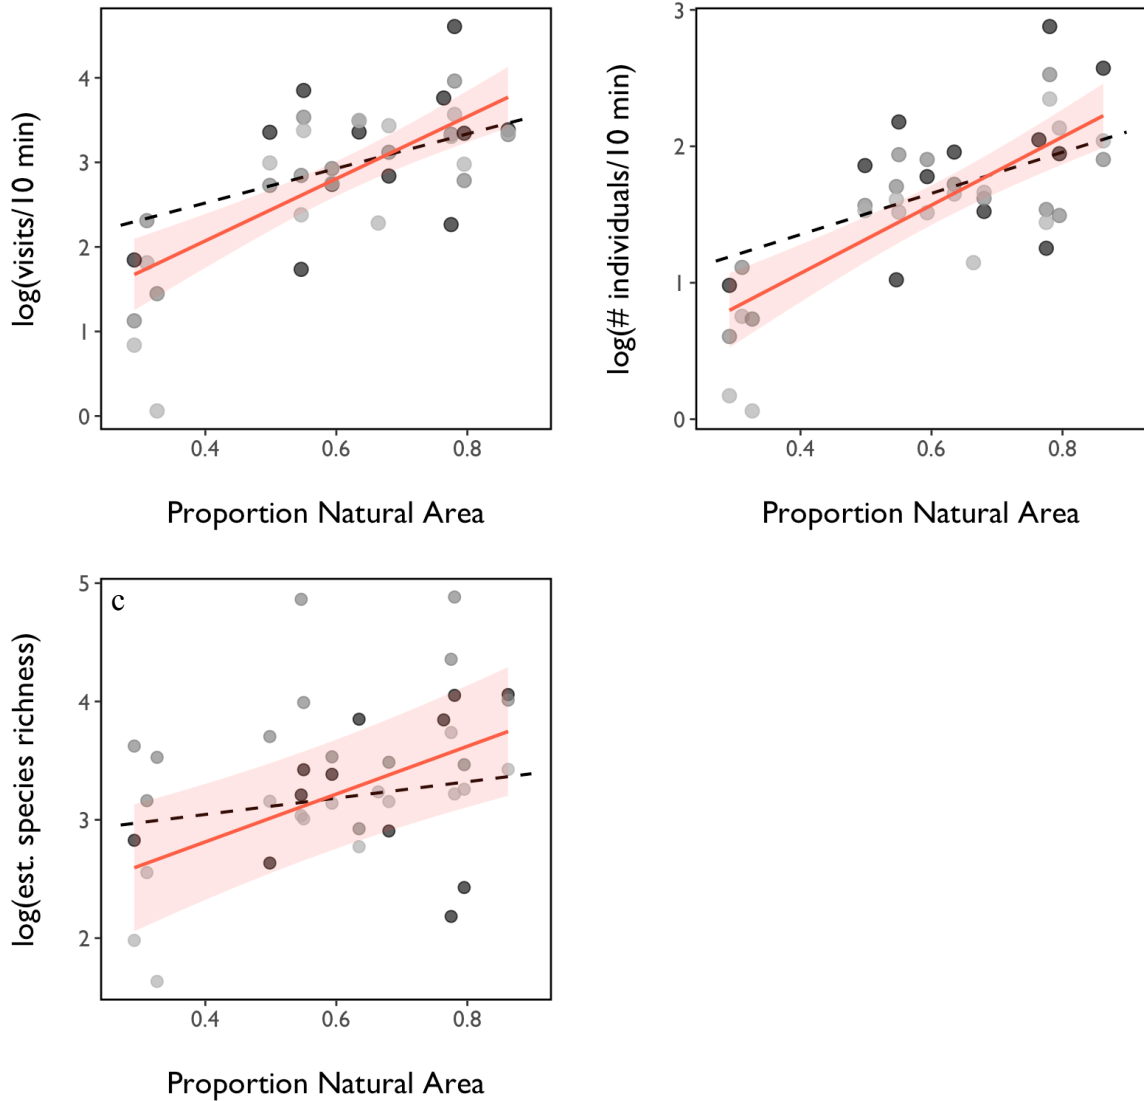 log(visits/10 min)
4
3
2
1
0
0.4 0.6 0.8
Proportion Natural Area
log(# individuals/10 min)
3
2
1
0
0.4 0.6 0.8
Proportion Natural Area
c
log(est. species richness)
5
4
3
2
0.4 0.6 0.8
Proportion Natural Area